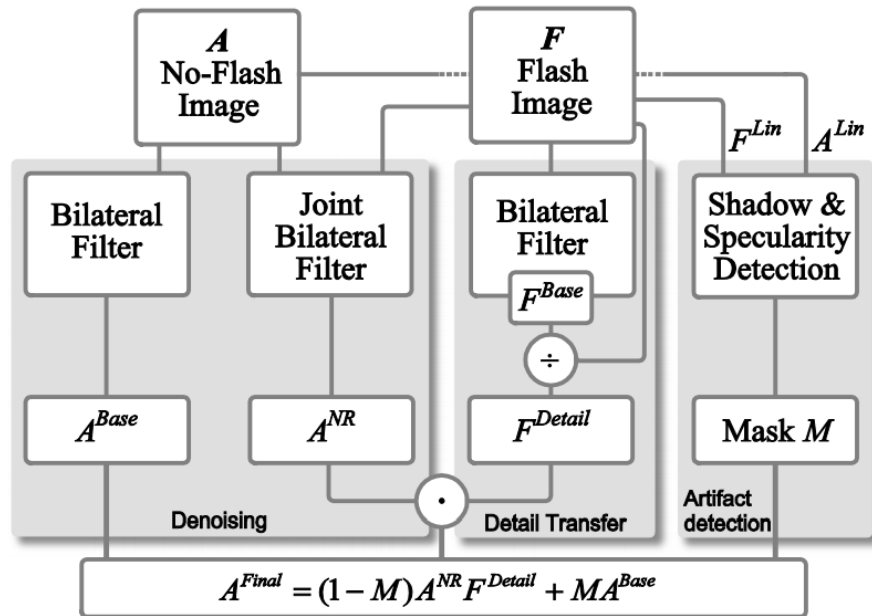 A
No-Flash
Image
F
Flash
Image
F^{Lin}
A^{Lin}
Bilateral
Filter
Joint
Bilateral
Filter
Bilateral
Filter
Shadow &
Specularity
Detection
F^{Base}
÷
A^{Base}
A^{NR}
F^{Detail}
Mask M
·
Denoising
Detail Transfer
Artifact
detection
A^{Final} = (1 − M)A^{NR}F^{Detail} + MA^{Base}